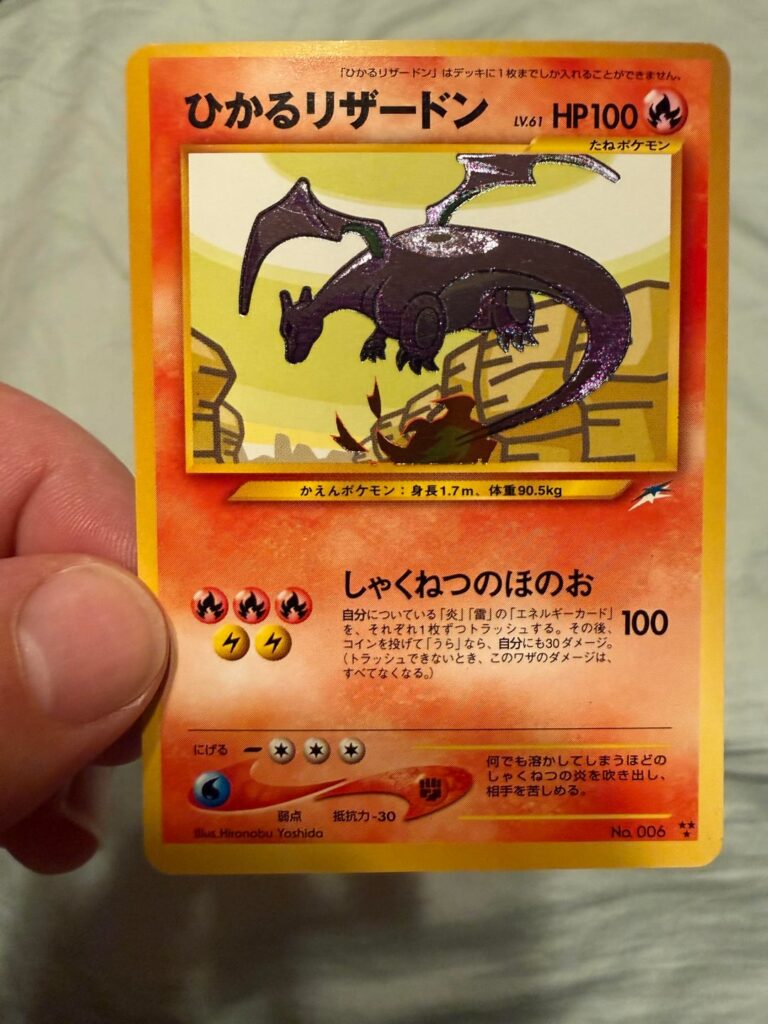 「ひかるリザードン」はデッキに1枚までしか入れることができません。
ひかるリザードン LV.61 HP100
たねポケモン
かえんポケモン：身長1.7m、体重90.5kg
しゃくねつのほのお
自分についている「炎」「雷」の「エネルギーカード」
を、それぞれ1枚ずつトラッシュする。その後、
コインを投げて「うら」なら、自分にも30ダメージ。
（トラッシュできないとき、このワザのダメージは、
すべてなくなる。）
100
にげる
何でも溶かしてしまうほどの
しゃくねつの炎を吹き出し、
相手を苦しめる。
弱点 抵抗力-30
Illus. Hironobu Yoshida
No. 006